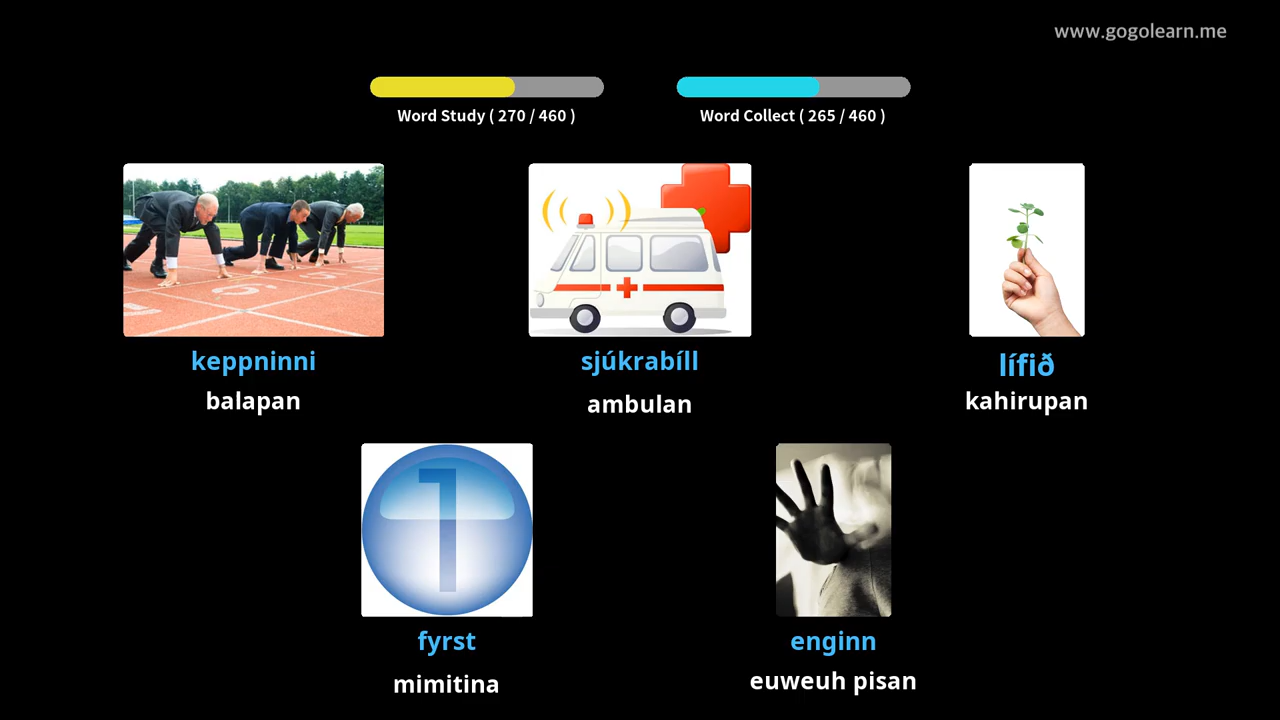 www.gogolearn.me
Word Study ( 270 / 460 )
Word Collect ( 265 / 460 )
keppninni
balapan
sjúkrabíll
ambulan
lífið
kahirupan
1
fyrst
mimitina
enginn
euweuh pisan